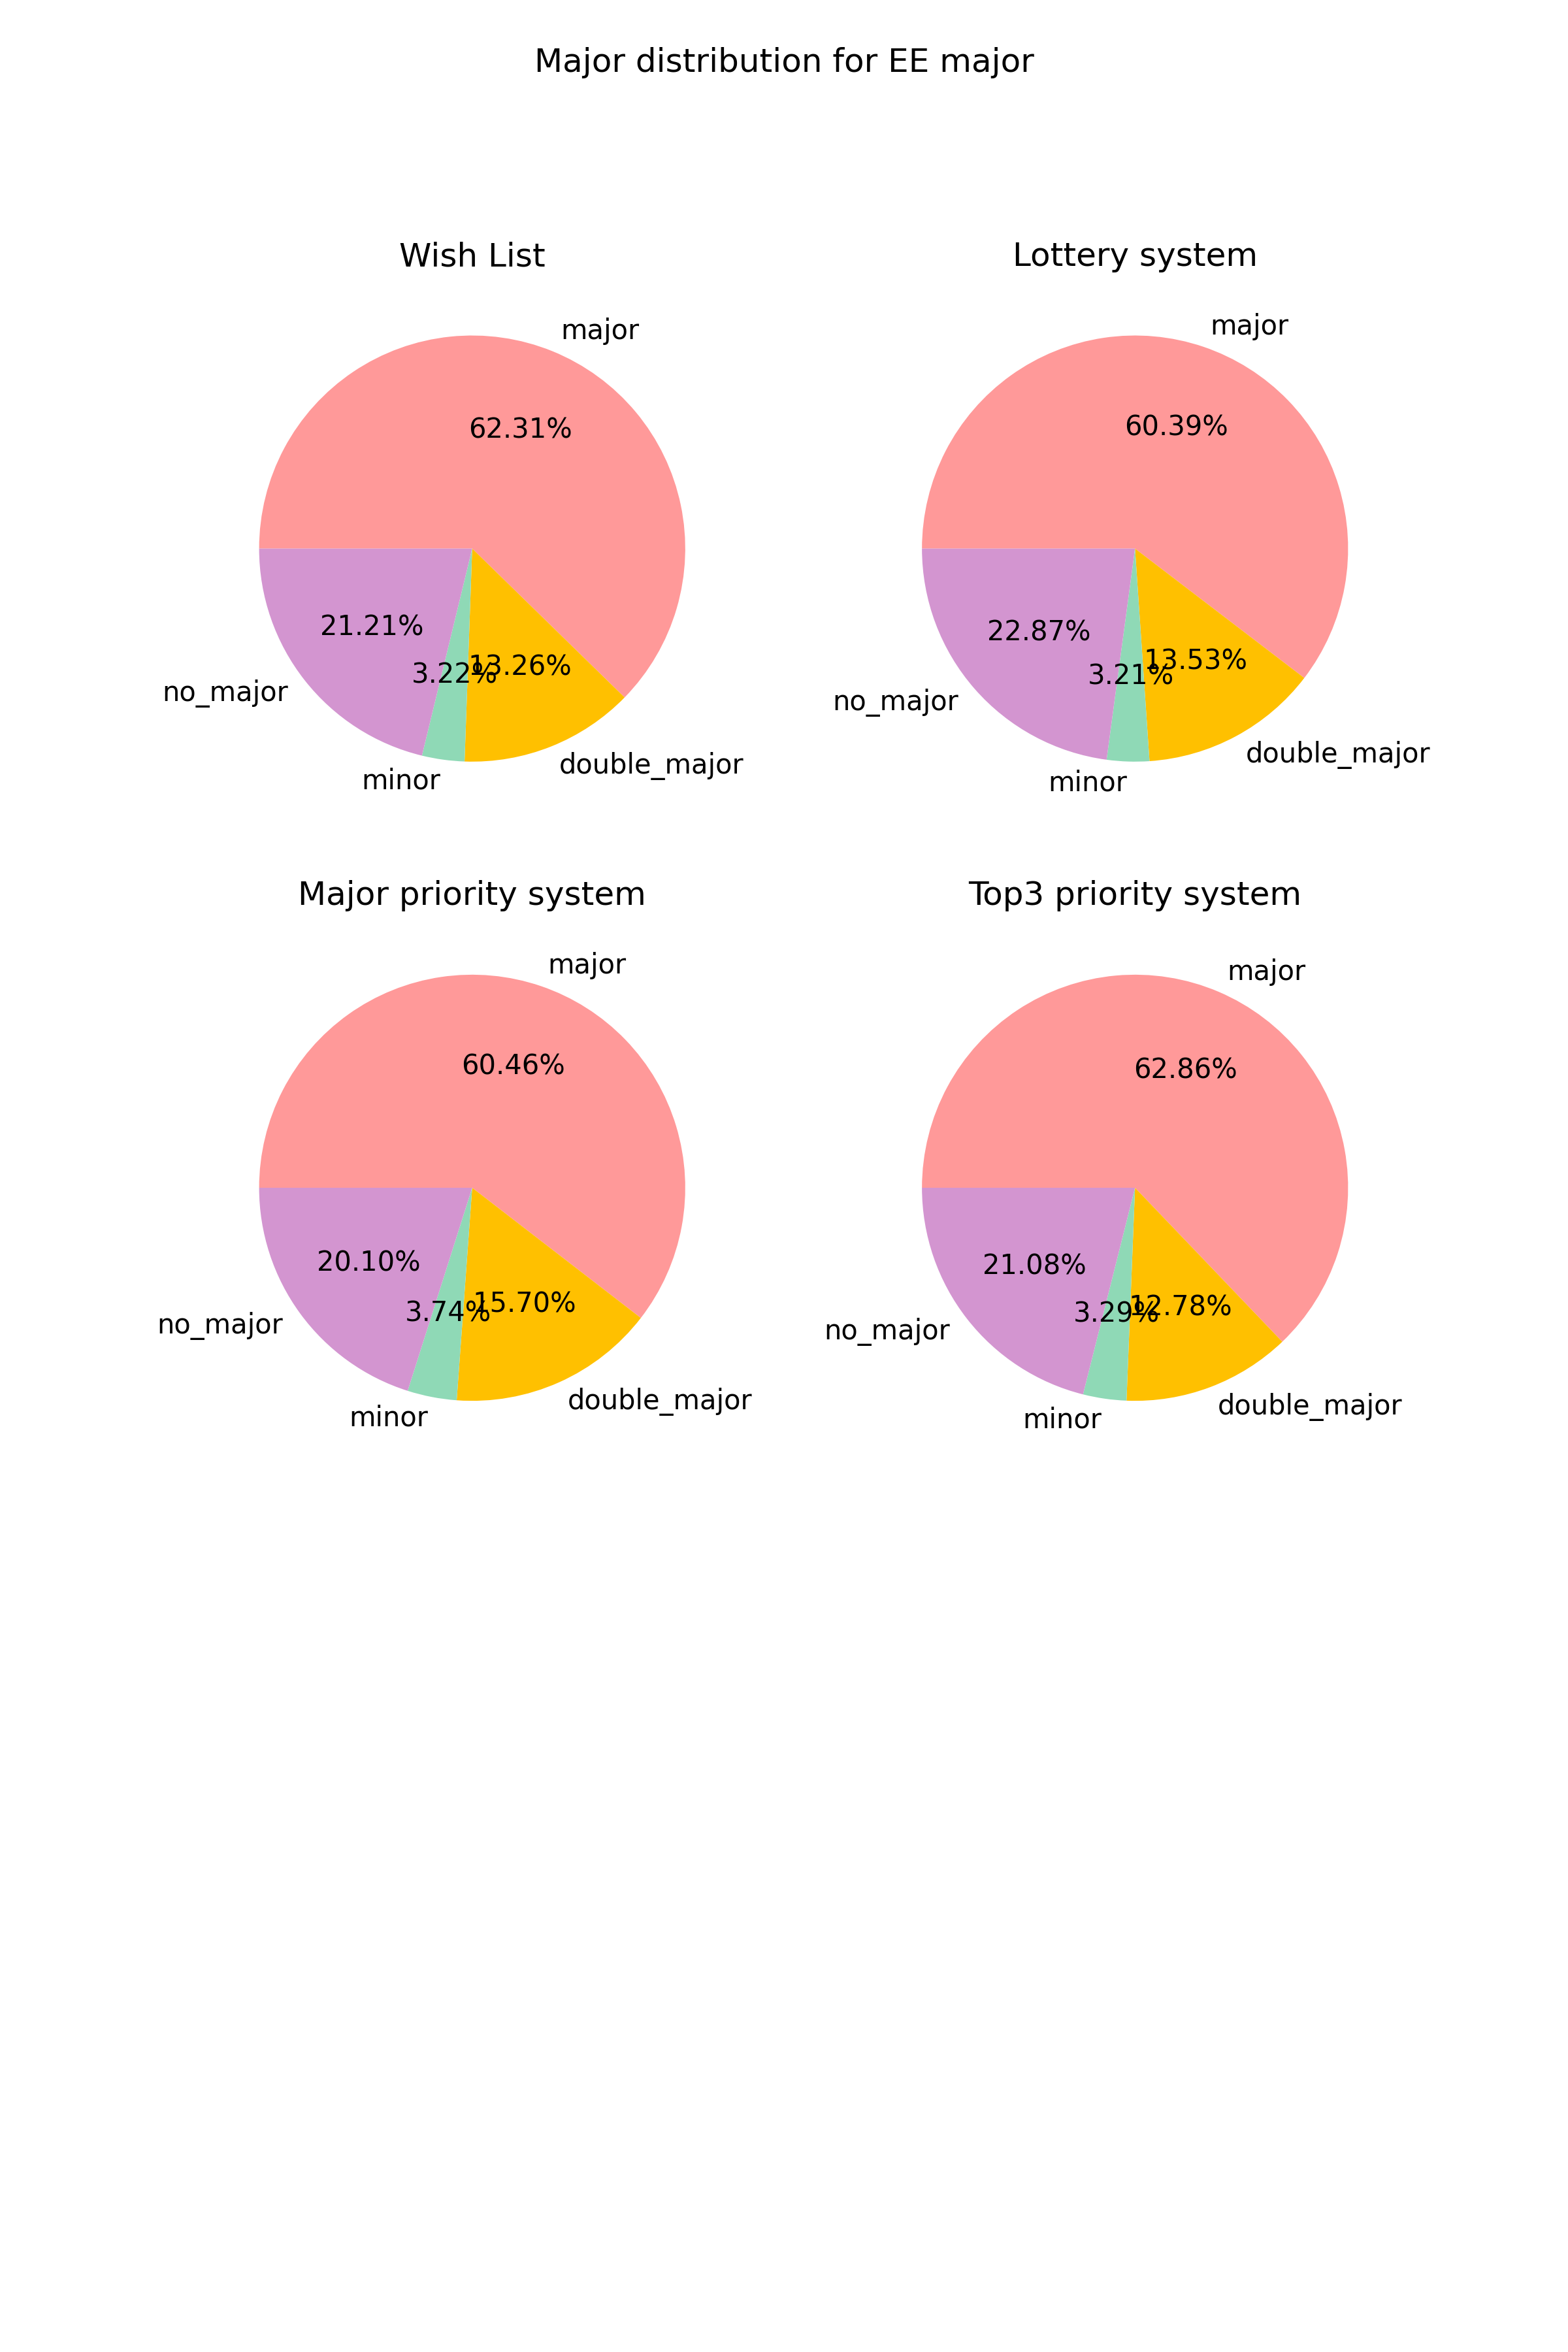 Major distribution for EE major
Wish List
major
62.31%
21.21%
3.22%
13.26%
no_major
minor
double_major
Lottery system
major
60.39%
22.87%
3.21%
13.53%
no_major
minor
double_major
Major priority system
major
60.46%
20.10%
3.74%
15.70%
no_major
minor
double_major
Top3 priority system
major
62.86%
21.08%
3.29%
12.78%
no_major
minor
double_major